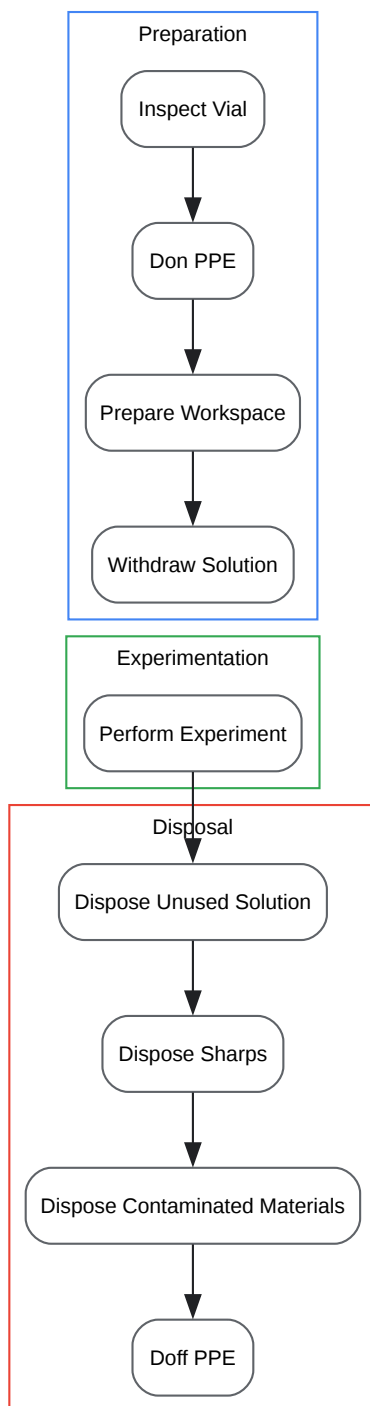 Preparation
Inspect Vial
Don PPE
Prepare Workspace
Withdraw Solution
Experimentation
Perform Experiment
Disposal
Dispose Unused Solution
Dispose Sharps
Dispose Contaminated Materials
Doff PPE